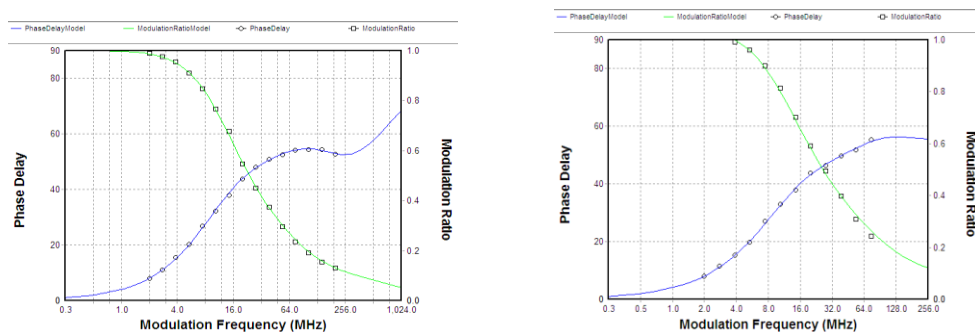 PhaseDelayModel ModulationRatioModel PhaseDelay ModulationRatio
90 1.0
80
0.8
60
0.6
40
0.4
20
0.2
0 0.0
0.3 1.0 4.0 16.0 64.0 256.0 1,024.0
Phase Delay
Modulation Ratio
Modulation Frequency (MHz)
PhaseDelayModel ModulationRatioModel PhaseDelay ModulationRatio
90 1.0
80
0.8
60
0.6
40
0.4
20
0.2
0 0.0
0.3 0.5 1.0 2.0 4.0 8.0 16.0 32.0 64.0 128.0 256.0
Phase Delay
Modulation Ratio
Modulation Frequency (MHz)